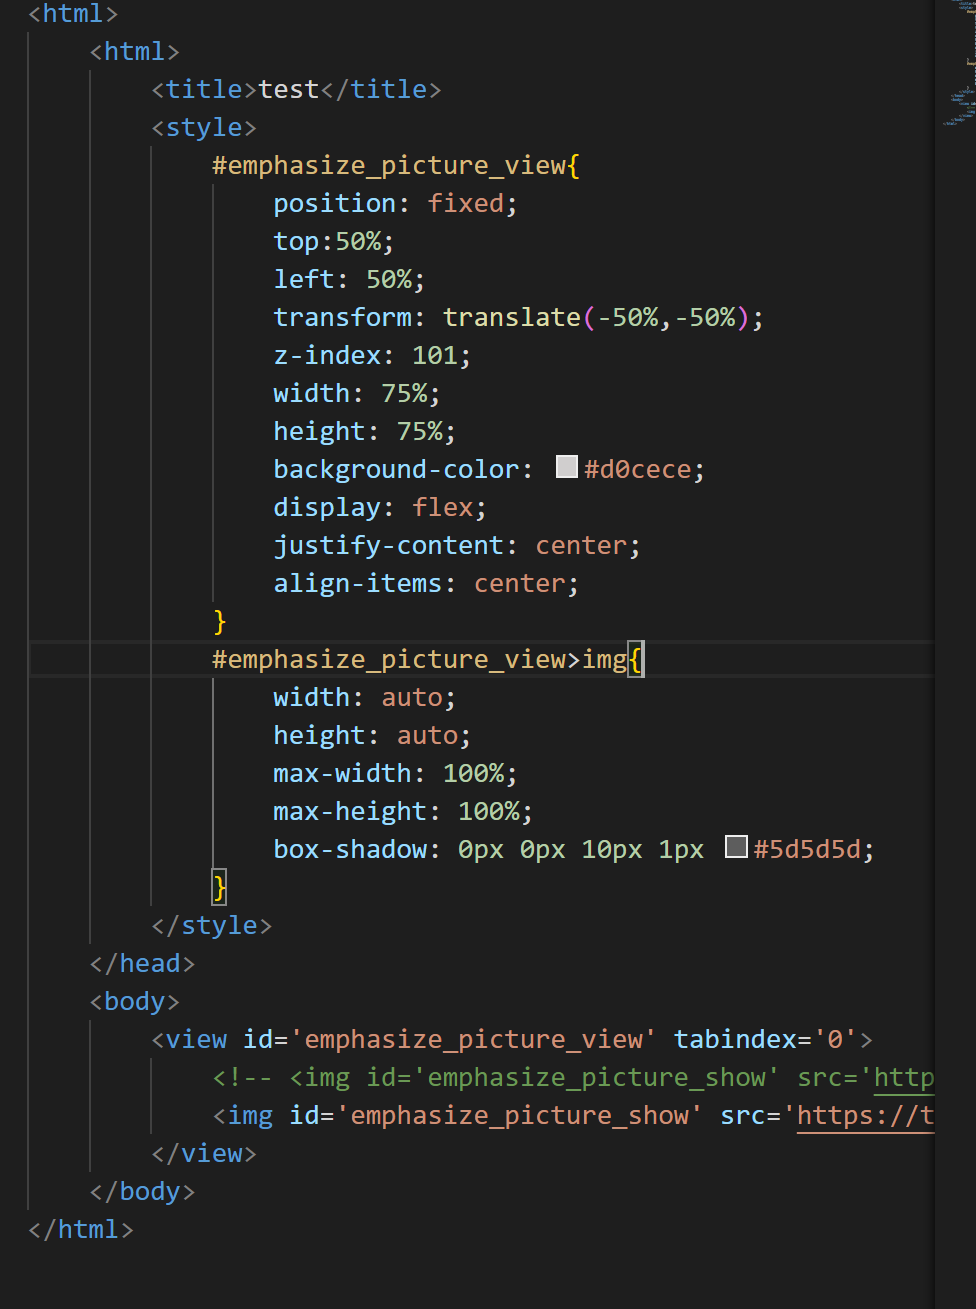 <html>
<html>
<title>test</title>
<style>
#emphasize_picture_view{
position: fixed;
top:50%;
left: 50%;
transform: translate(-50%,-50%);
z-index: 101;
width: 75%;
height: 75%;
background-color: #d0cece;
display: flex;
justify-content: center;
align-items: center;
}
#emphasize_picture_view>img{
width: auto;
height: auto;
max-width: 100%;
max-height: 100%;
box-shadow: 0px 0px 10px 1px #5d5d5d;
}
</style>
</head>
<body>
<view id='emphasize_picture_view' tabindex='0'>
<!-- <img id='emphasize_picture_show' src='http
<img id='emphasize_picture_show' src='https://t
</view>
</body>
</html>